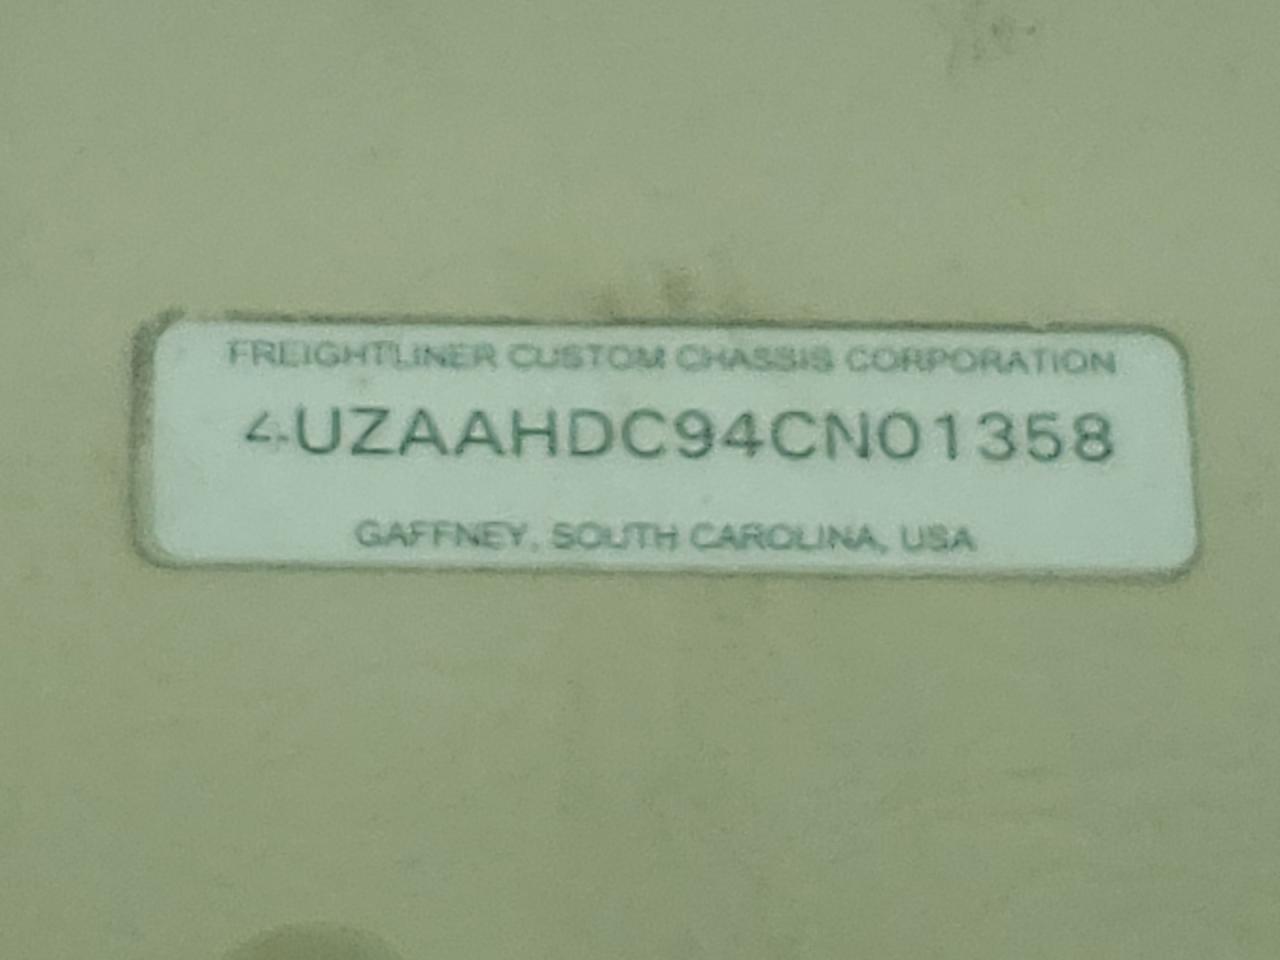 FREIGHTLINER CUSTOM CHASSIS CORPORATION
4UZAAHDC94CN01358
GAFFNEY, SOUTH CAROLINA, USA